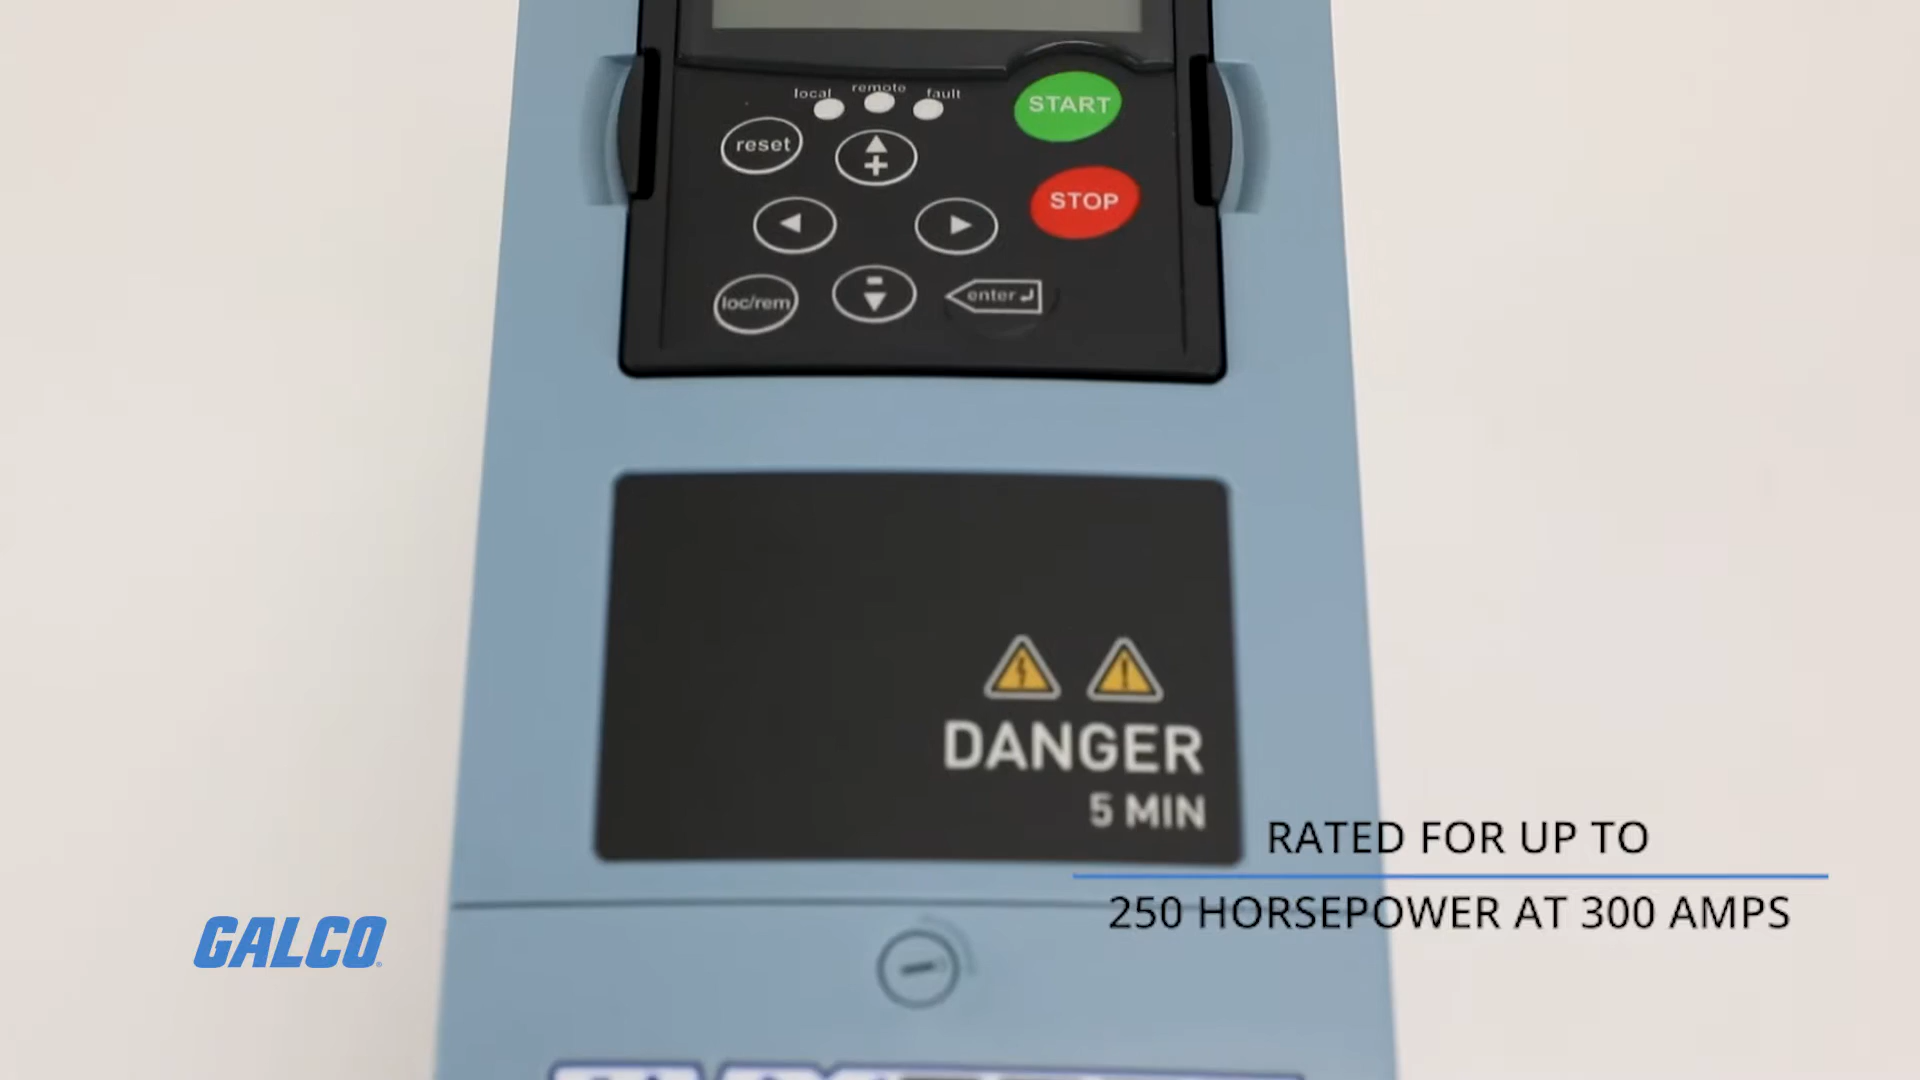 local remote fault
START
reset
STOP
loc/rem
enter
DANGER
5 MIN
RATED FOR UP TO
250 HORSEPOWER AT 300 AMPS
GALCO